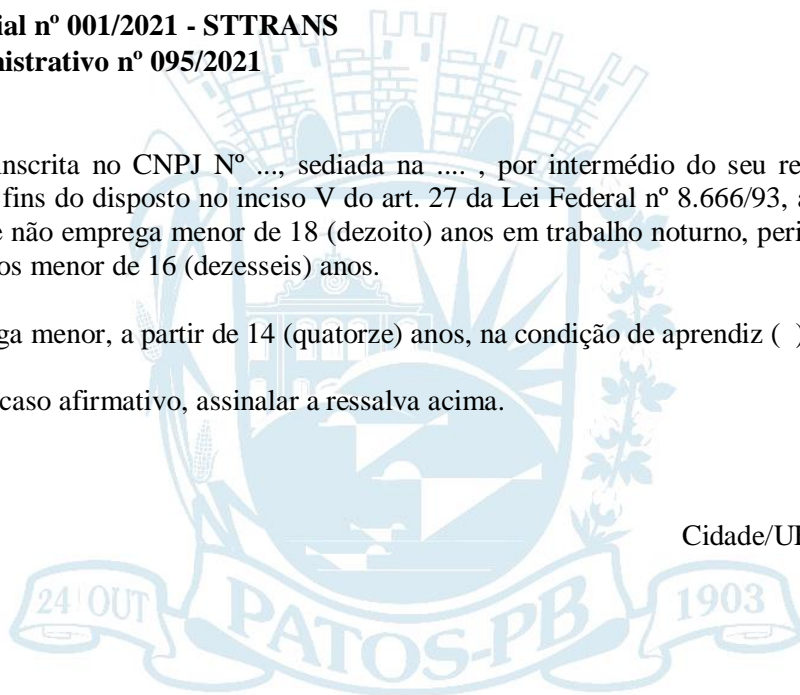 ial nº 001/2021 - STTRANS
nistrativo nº 095/2021
inscrita no CNPJ Nº ..., sediada na .... , por intermédio do seu re
fins do disposto no inciso V do art. 27 da Lei Federal nº 8.666/93, a
e não emprega menor de 18 (dezoito) anos em trabalho noturno, peri
os menor de 16 (dezesseis) anos.
ga menor, a partir de 14 (quatorze) anos, na condição de aprendiz ( )
caso afirmativo, assinalar a ressalva acima.
Cidade/U
24 OUT
PATOS-PB
1903